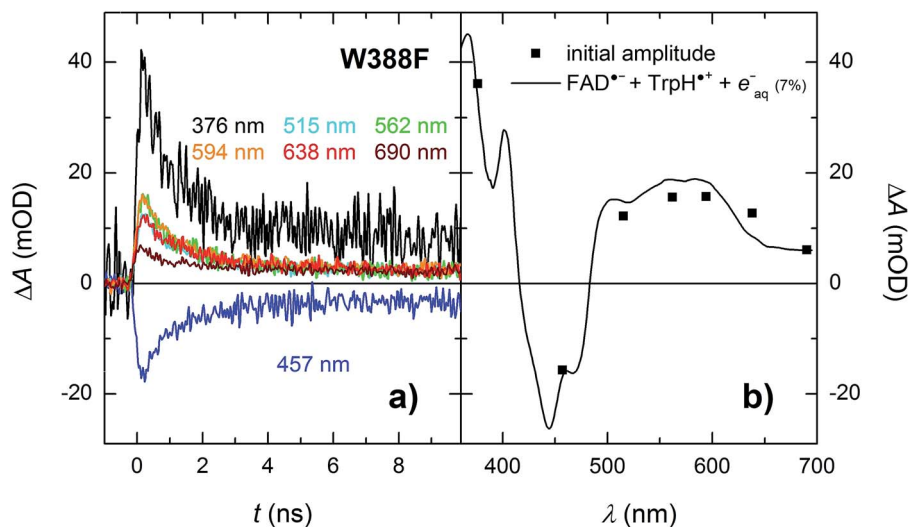 W388F
376 nm 515 nm 562 nm
594 nm 638 nm 690 nm
457 nm
a)
40
20
0
-20
ΔA (mOD)
0 2 4 6 8
t (ns)
■ initial amplitude
— FAD•− + TrpH•+ + e−aq (7%)
b)
40
20
0
-20
ΔA (mOD)
400 500 600 700
λ (nm)